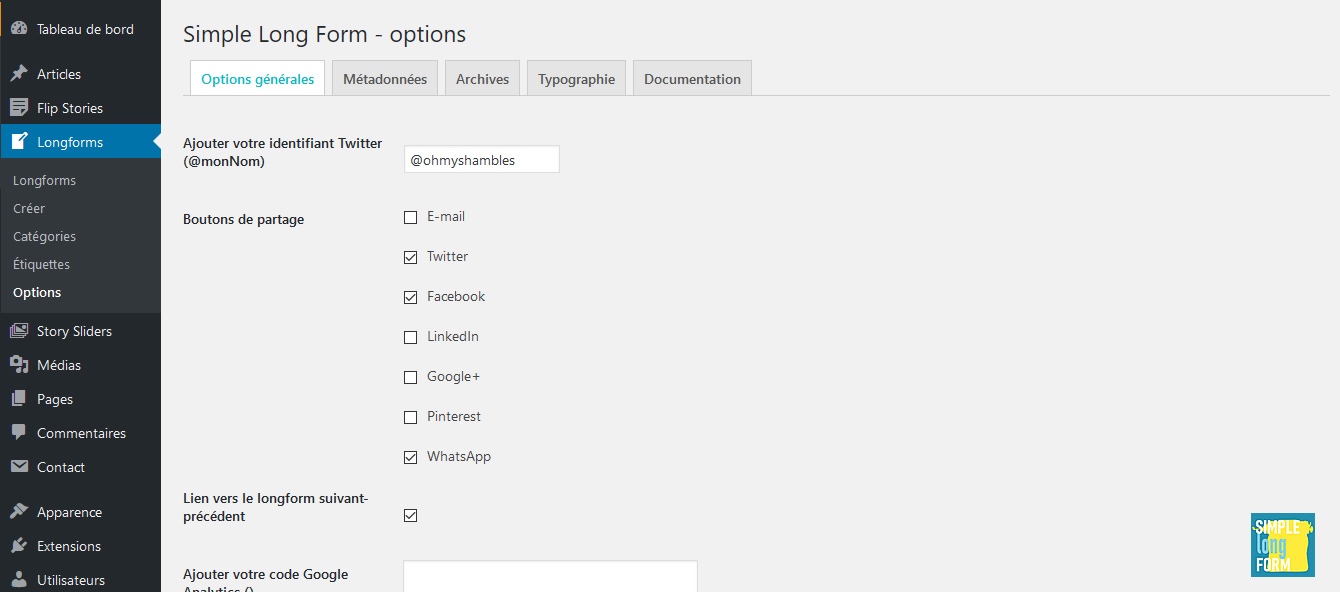 Tableau de bord
Articles
Flip Stories
Longforms
Longforms
Créer
Catégories
Étiquettes
Options
Story Sliders
Médias
Pages
Commentaires
Contact
Apparence
Extensions
Utilisateurs
Simple Long Form - options
Options générales
Métadonnées
Archives
Typographie
Documentation
Ajouter votre identifiant Twitter
(@monNom)
@ohmyshambles
Boutons de partage
E-mail
Twitter
Facebook
LinkedIn
Google+
Pinterest
WhatsApp
Lien vers le longform suivant-
précédent
Ajouter votre code Google
Analytics ()
SIMPLE
long
FORM